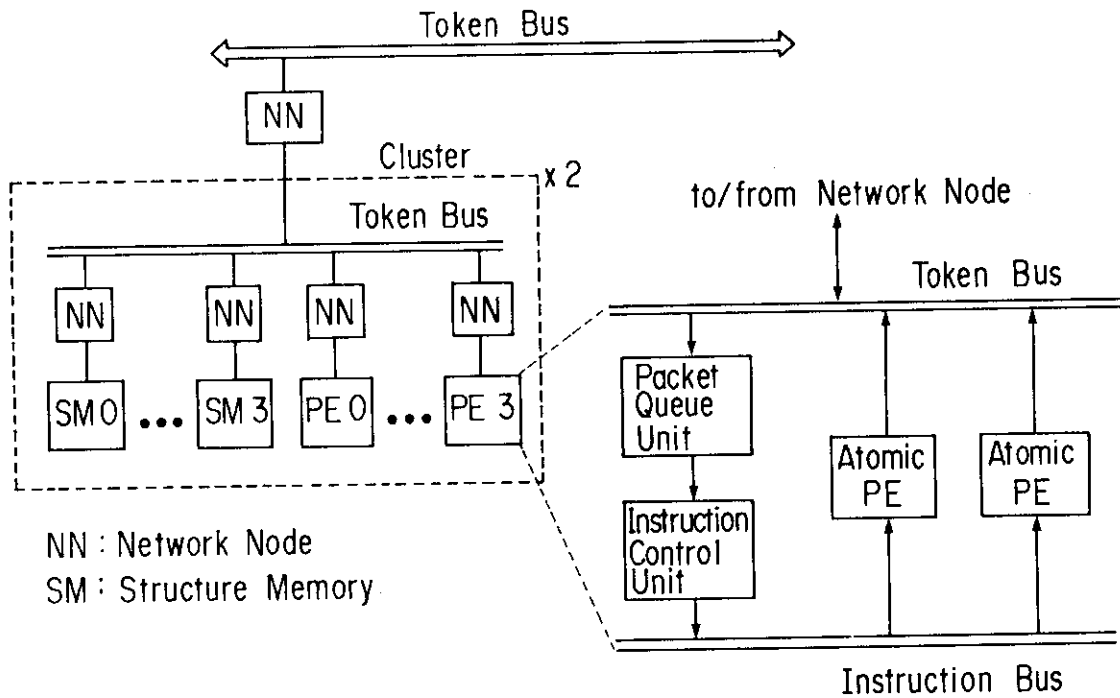 Token Bus
NN
Cluster
x 2
Token Bus
NN NN NN NN
SM 0 ••• SM 3 PE 0 ••• PE 3
NN : Network Node
SM : Structure Memory
to/from Network Node
Token Bus
Packet
Queue
Unit
Instruction
Control
Unit
Atomic
PE
Atomic
PE
Instruction Bus